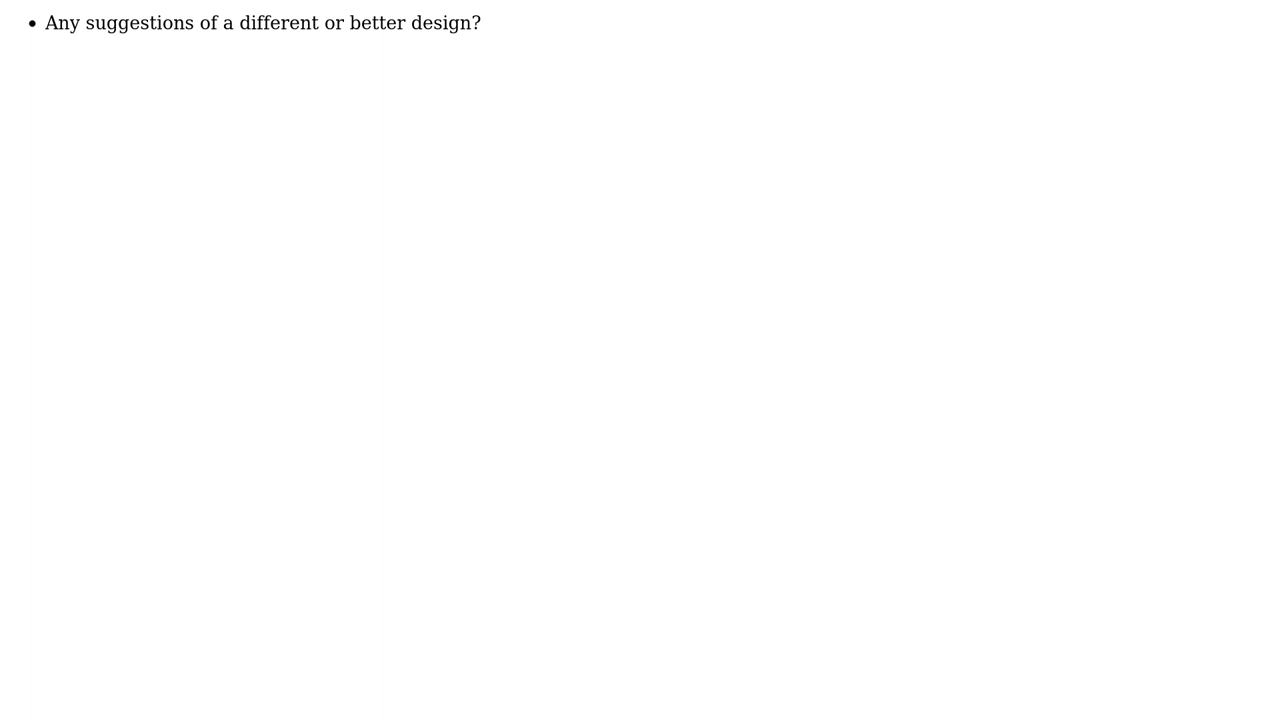 • Any suggestions of a different or better design?